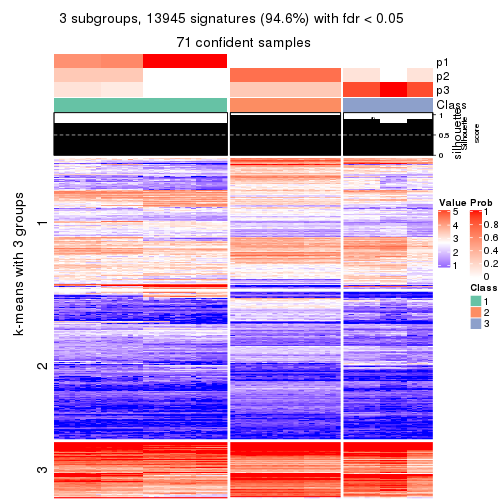 3 subgroups, 13945 signatures (94.6%) with fdr < 0.05
71 confident samples
p1
p2
p3
Class
1
0.5
0
silhouette
Silhouette
score
k-means with 3 groups
1
2
3
Value
5
4
3
2
1
Prob
1
0.8
0.6
0.4
0.2
0
Class
1
2
3